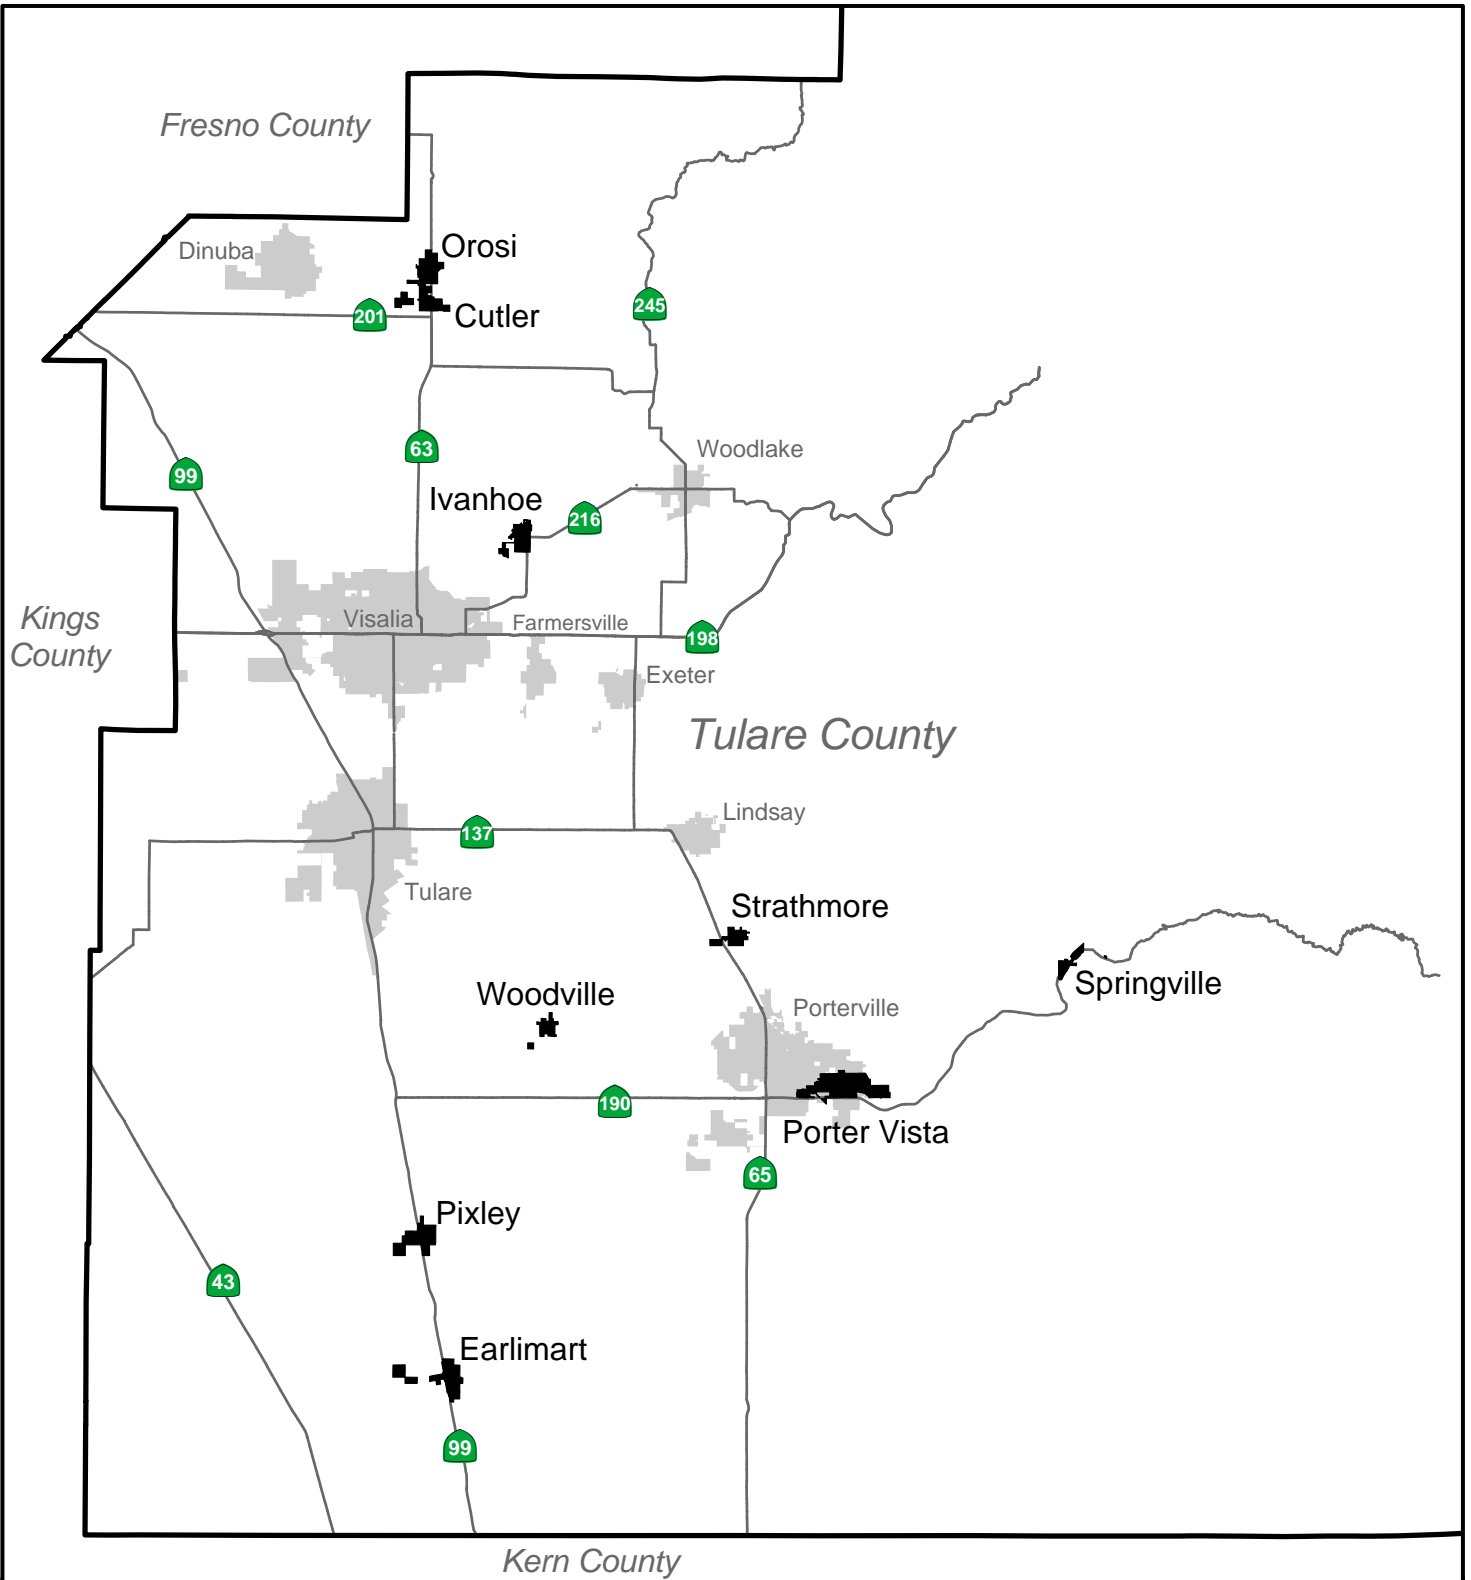 Fresno County
Dinuba
Orosi
201
Cutler
245
63
Woodlake
99
Ivanhoe
216
Kings
County
Visalia
Farmersville
198
Exeter
Tulare County
137
Lindsay
Tulare
Strathmore
Woodville
Springville
Porterville
190
Porter Vista
65
Pixley
43
Earlimart
99
Kern County